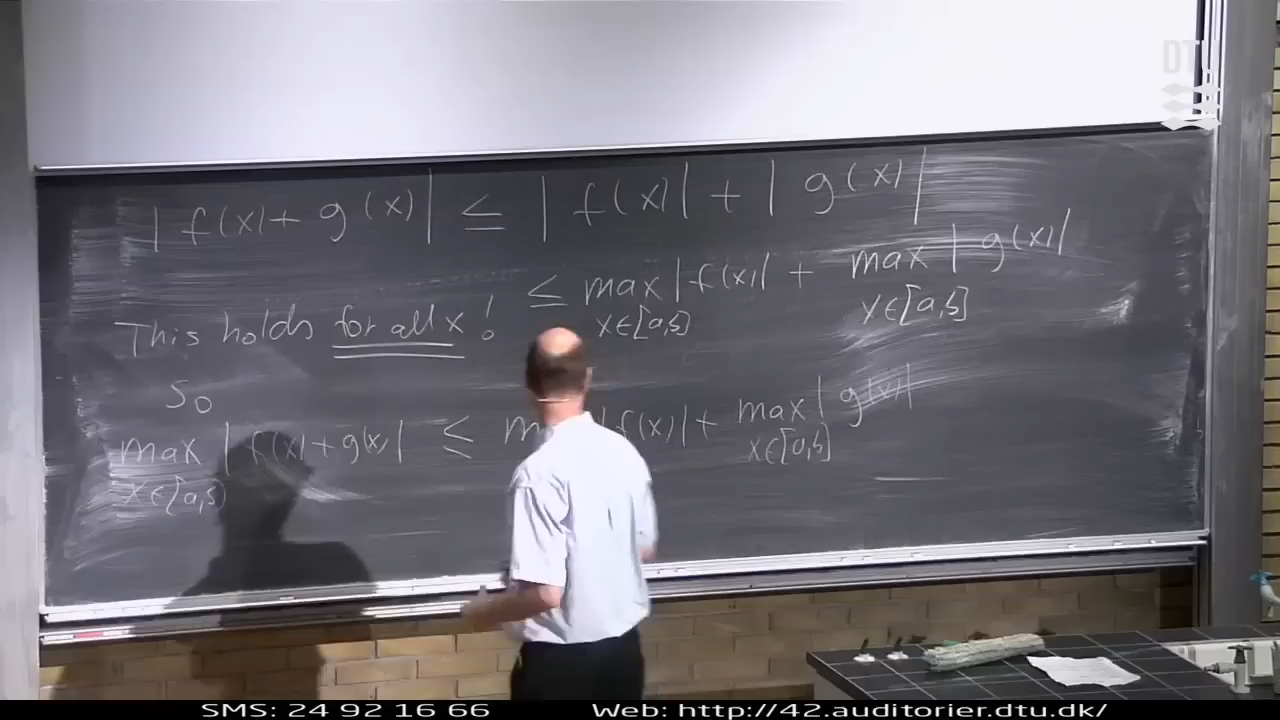 DTU
|f(x)+g(x)| ≤ |f(x)| + |g(x)|
≤ max |f(x)| + max |g(x)|
x∈[a,b] x∈[a,b]
This holds for all x!
So
max |f(x)+g(x)| ≤ |f(x)| + max |g(x)|
x∈[a,b] x∈[a,b]
SMS: 24 92 16 66 Web: http://42.auditorier.dtu.dk/